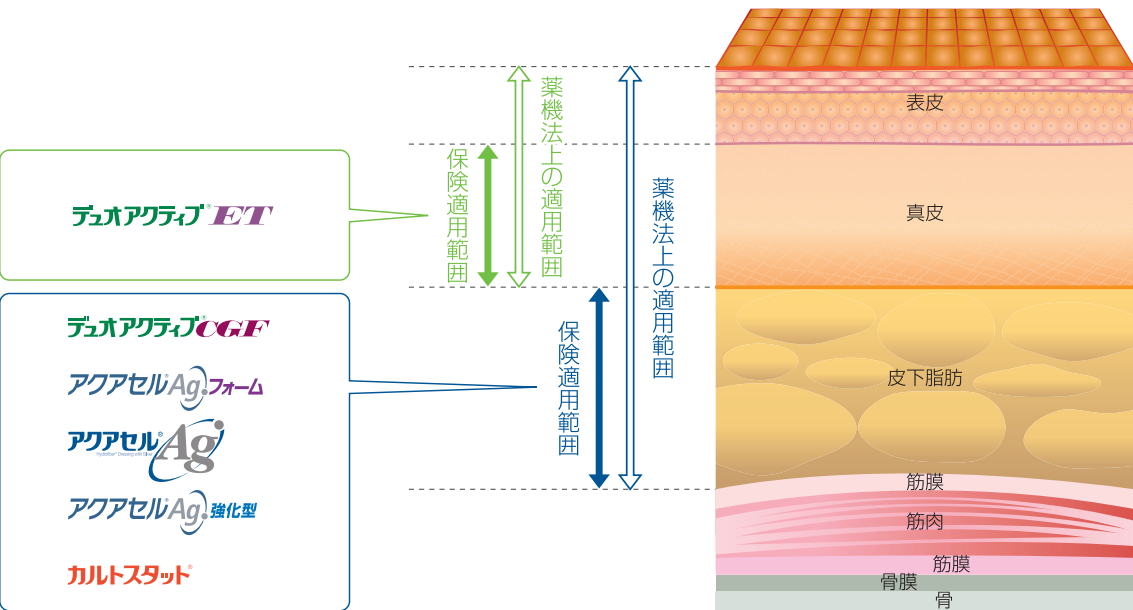 デュオアクティブ® ET
デュオアクティブ® CGF
アクアセル® Ag フォーム
アクアセル® Ag
Hydrofiber® Dressing with Silver
アクアセル® Ag 強化型
カルトスタット®
保険適用範囲
薬機法上の適用範囲
保険適用範囲
薬機法上の適用範囲
表皮
真皮
皮下脂肪
筋膜
筋肉
筋膜
骨膜
骨